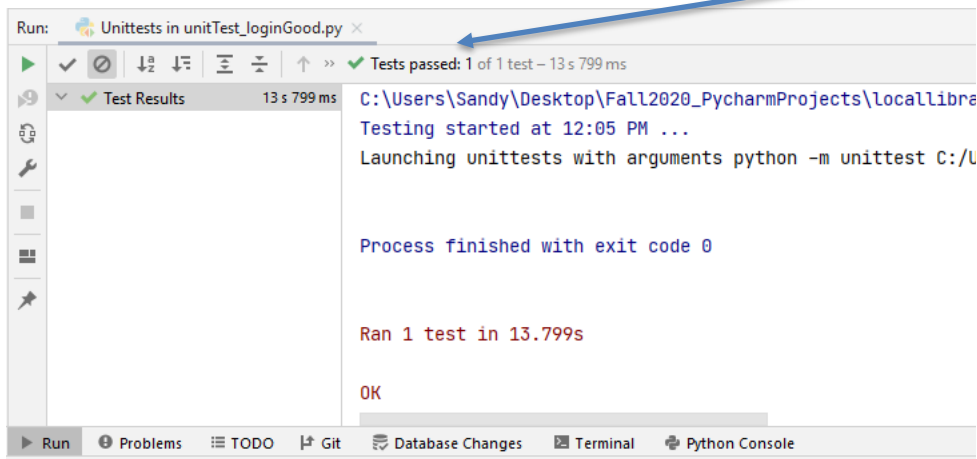 Run: Unittests in unitTest_loginGood.py
Tests passed: 1 of 1 test – 13 s 799 ms
Test Results 13 s 799 ms
C:\Users\Sandy\Desktop\Fall2020_PycharmProjects\locallibra
Testing started at 12:05 PM ...
Launching unittests with arguments python -m unittest C:/U
Process finished with exit code 0
Ran 1 test in 13.799s
OK
Run Problems TODO Git Database Changes Terminal Python Console